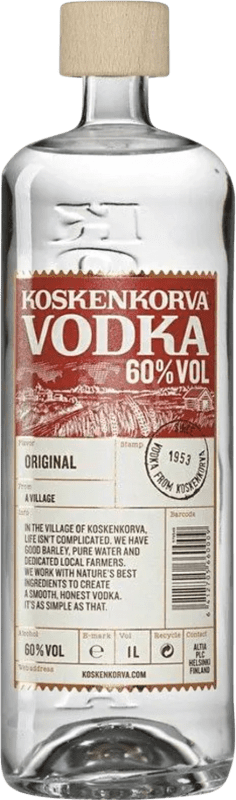 KOSKENKORVA
VODKA
60% VOL
Flavor
Stamp
ORIGINAL
1953
VODKA FROM KOSKENKORVA
From
A VILLAGE
Info
Barcode
IN THE VILLAGE OF KOSKENKORVA,
LIFE ISN'T COMPLICATED. WE HAVE
GOOD BARLEY, PURE WATER AND
DEDICATED LOCAL FARMERS.
WE WORK WITH NATURE'S BEST
INGREDIENTS TO CREATE
A SMOOTH, HONEST VODKA.
IT'S AS SIMPLE AS THAT.
Alcohol
E-mark
Vol
Recycle
Contact
60% VOL
e
1L
ALTIA
PLC
HELSINKI
FINLAND
address
KOSKENKORVA.COM